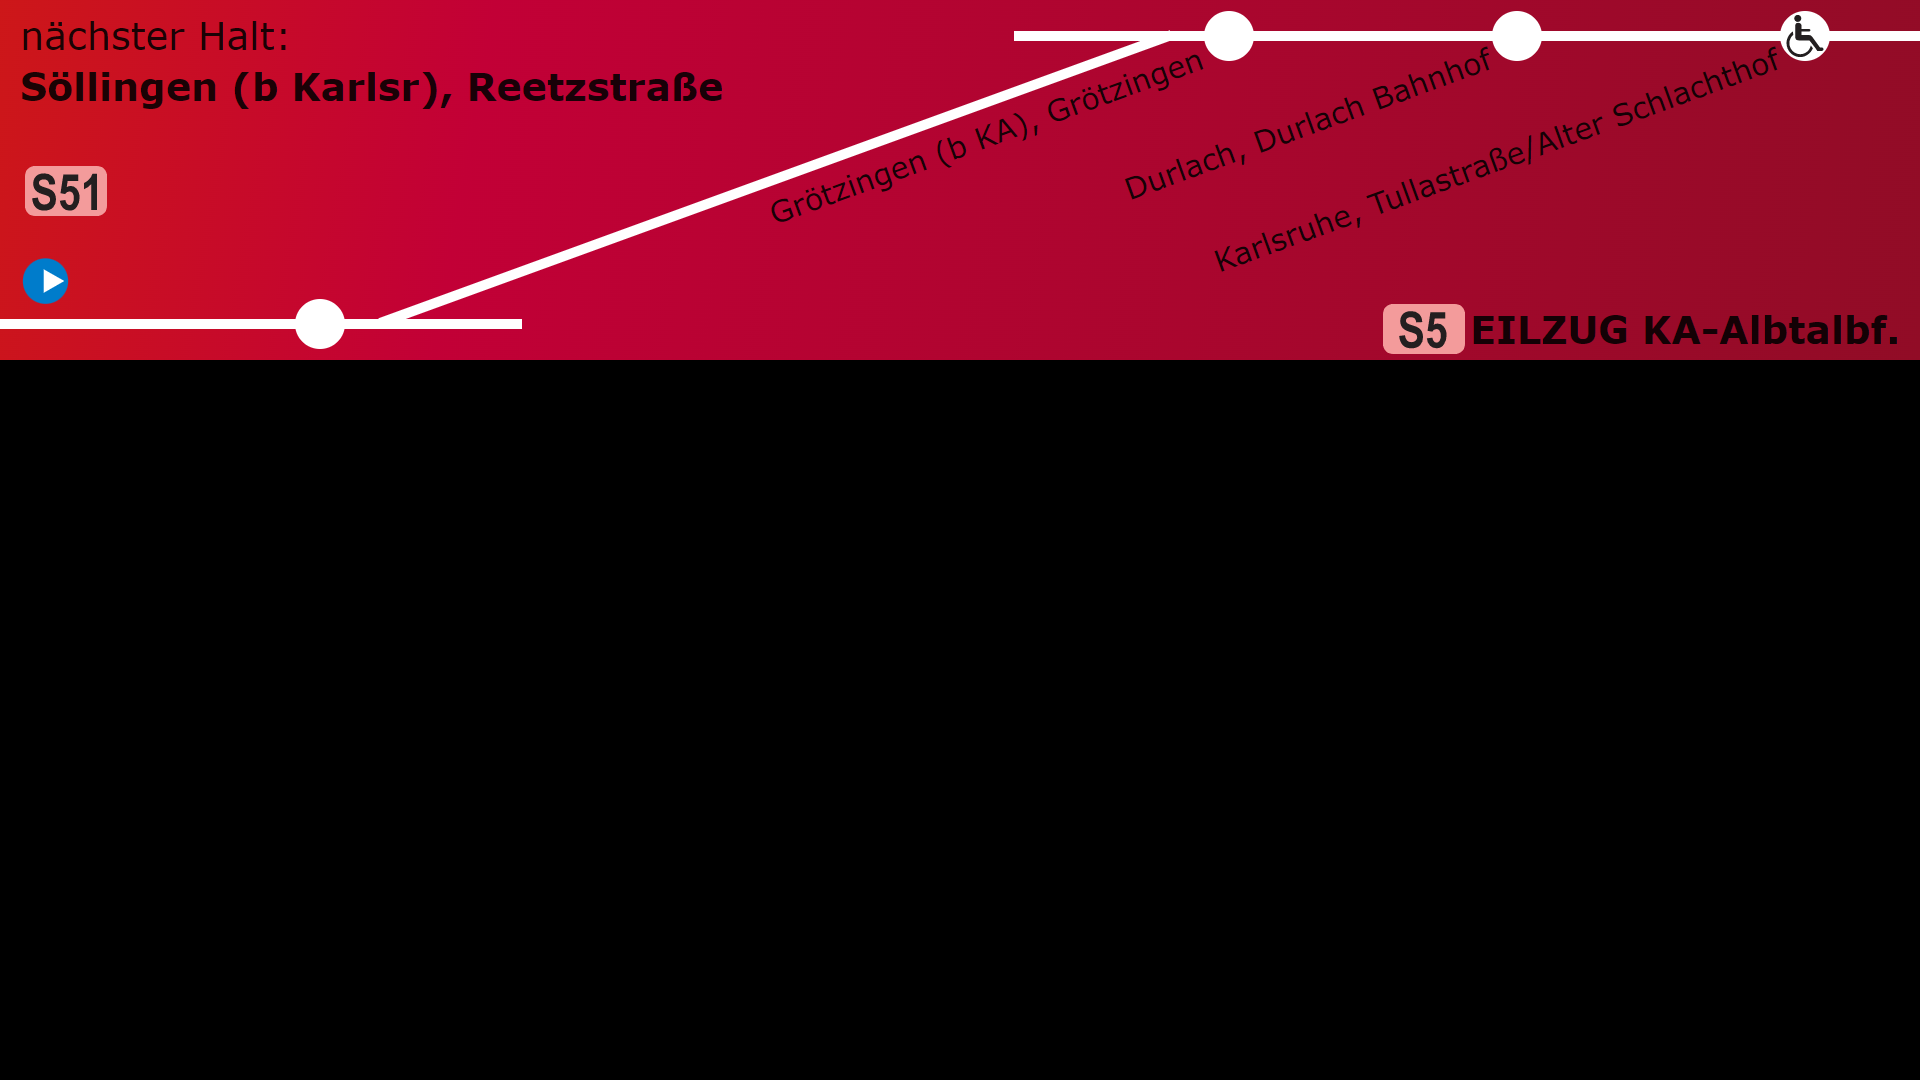 nächster Halt:
Söllingen (b Karlsr), Reetzstraße
S51
Grötzingen (b KA), Grötzingen
Durlach, Durlach Bahnhof
Karlsruhe, Tullastraße/Alter Schlachthof
S5 EILZUG KA–Albtalbf.